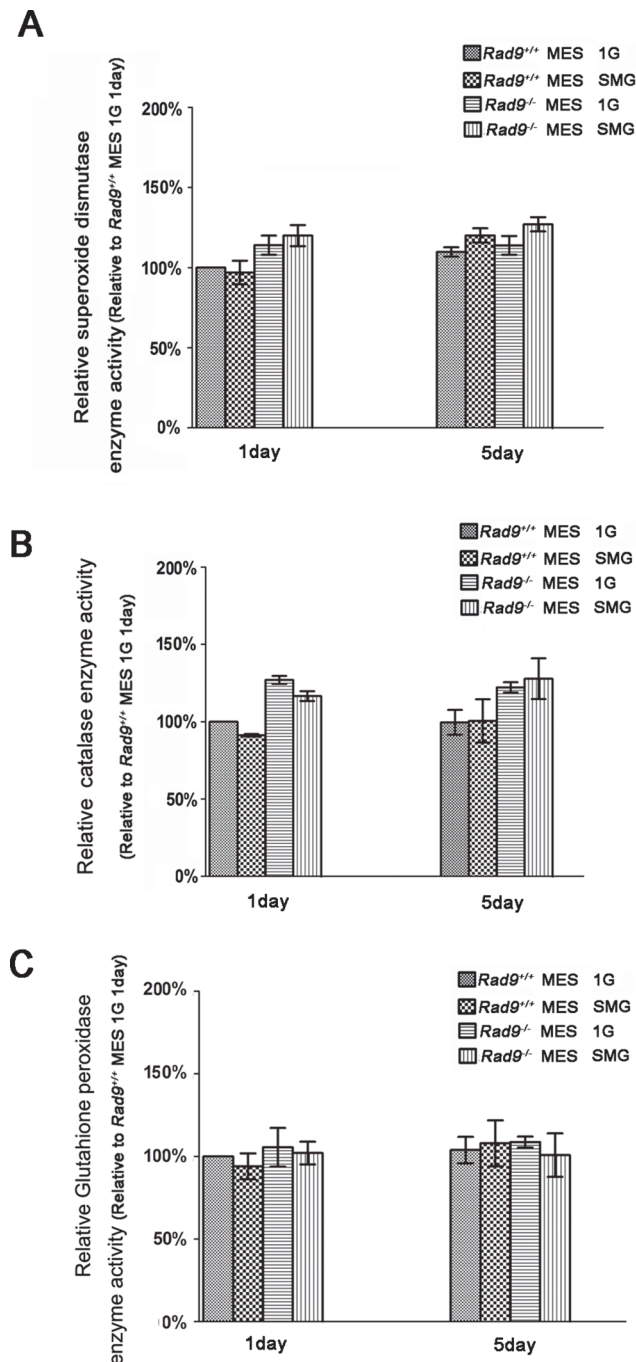 A
Rad9+/+ MES 1G
Rad9+/+ MES SMG
Rad9-/- MES 1G
Rad9-/- MES SMG
Relative superoxide dismutase
enzyme activity (Relative to Rad9+/+ MES 1G 1day)
200%
150%
100%
50%
0%
1day
5day
B
Rad9+/+ MES 1G
Rad9+/+ MES SMG
Rad9-/- MES 1G
Rad9-/- MES SMG
Relative catalase enzyme activity
(Relative to Rad9+/+ MES 1G 1day)
200%
150%
100%
50%
0%
1day
5day
C
Rad9+/+ MES 1G
Rad9+/+ MES SMG
Rad9-/- MES 1G
Rad9-/- MES SMG
Relative Glutahione peroxidase
enzyme activity (Relative to Rad9+/+ MES 1G 1day)
200%
150%
100%
50%
0%
1day
5day